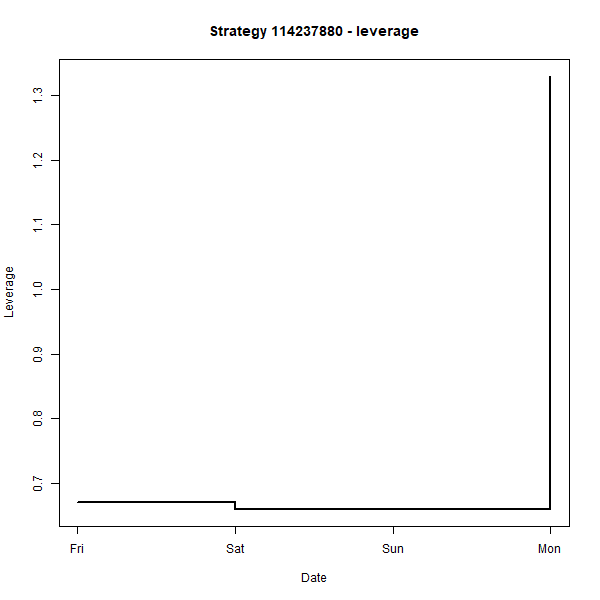 Strategy 114237880 - leverage
1.3
1.2
1.1
1.0
0.9
0.8
0.7
Leverage
Fri Sat Sun Mon
Date